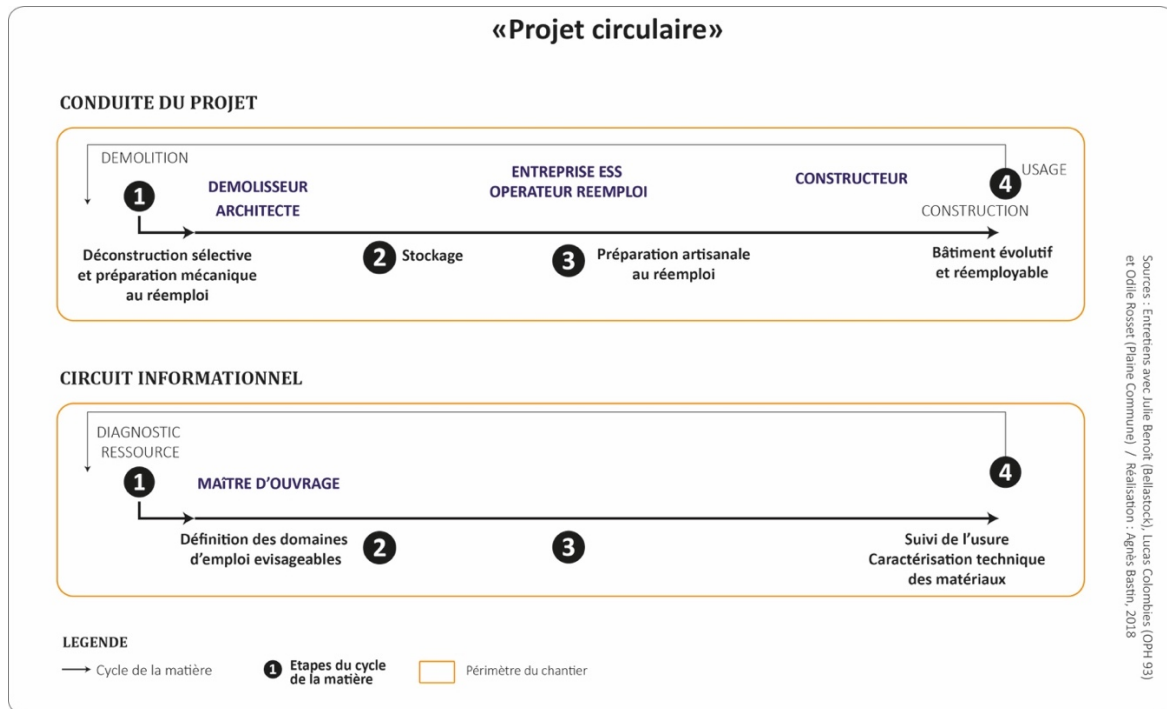 «Projet circulaire»
CONDUITE DU PROJET
DEMOLITION
1
DEMOLISSEUR
ARCHITECTE
ENTREPRISE ESS
OPERATEUR REEMPLOI
CONSTRUCTEUR
4
USAGE
CONSTRUCTION
Déconstruction sélective
et préparation mécanique
au réemploi
2
Stockage
3
Préparation artisanale
au réemploi
Bâtiment évolutif
et réemployable
CIRCUIT INFORMATIONNEL
DIAGNOSTIC
RESSOURCE
1
MAîTRE D'OUVRAGE
4
Définition des domaines
d'emploi evisageables
2
3
Suivi de l'usure
Caractérisation technique
des matériaux
LEGENDE
Cycle de la matière
1
Etapes du cycle
de la matière
Périmètre du chantier
Sources : Entretiens avec Julie Benoît (Bellastock), Lucas Colombies (OPH 93)
et Odile Rosset (Plaine Commune) / Réalisation : Agnès Bastin, 2018